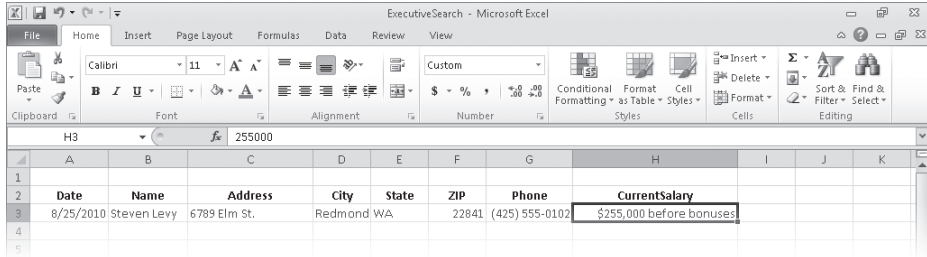 ExecutiveSearch - Microsoft Excel
File Home Insert Page Layout Formulas Data Review View
Paste
Calibri 11 A A
B I U A
Custom
$ % , .00 .00
Conditional Formatting Format as Table Cell Styles
Insert
Delete
Format
Σ
Sort & Filter Find & Select
Clipboard Font Alignment Number Styles Cells Editing
H3 fx 255000
A B C D E F G H I J K
1
2 Date Name Address City State ZIP Phone CurrentSalary
3 8/25/2010 Steven Levy 6789 Elm St. Redmond WA 22841 (425) 555-0102 $255,000 before bonuses
4
5